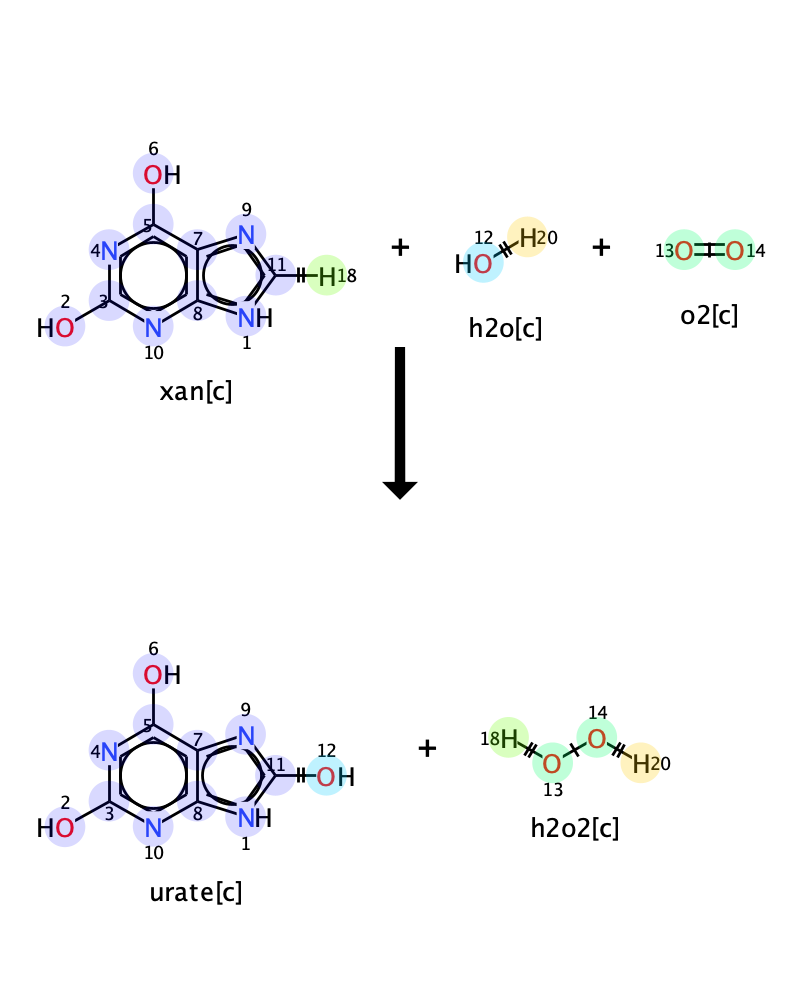 6
OH
9
5
7
N
12
H20
4N
+
HO
+
13O
O14
11
H18
2
3
8
HO
N
NH
h2o[c]
o2[c]
10
1
xan[c]
6
OH
9
14
5
7
N
18H
O
4N
12
+
11
OH
O
H20
2
3
8
13
HO
N
NH
h2o2[c]
10
1
urate[c]